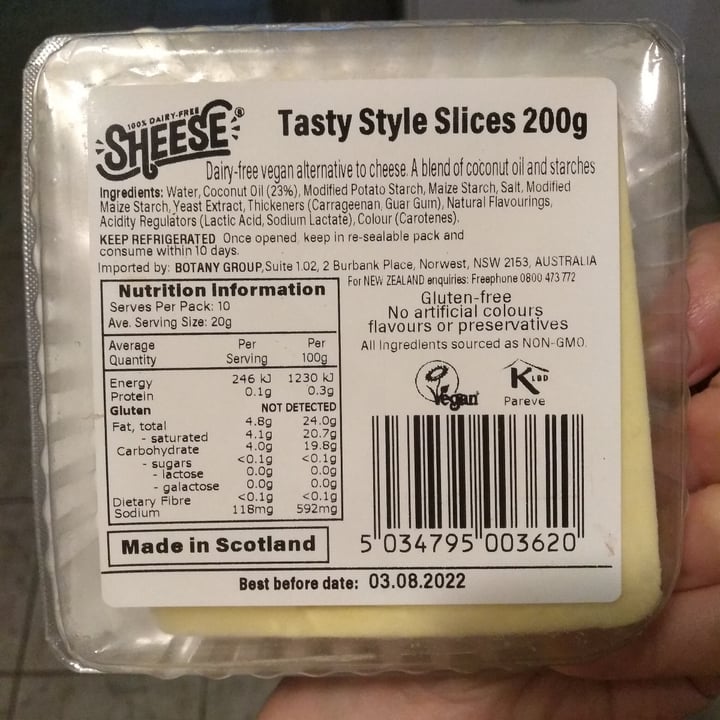 100% DAIRY-FREE
SHEESE®
Tasty Style Slices 200g
Dairy-free vegan alternative to cheese. A blend of coconut oil and starches
Ingredients: Water, Coconut Oil (23%), Modified Potato Starch, Maize Starch, Salt, Modified
Maize Starch, Yeast Extract, Thickeners (Carrageenan, Guar Gum), Natural Flavourings,
Acidity Regulators (Lactic Acid, Sodium Lactate), Colour (Carotenes).
KEEP REFRIGERATED Once opened, keep in re-sealable pack and
consume within 10 days.
Imported by: BOTANY GROUP, Suite 1.02, 2 Burbank Place, Norwest, NSW 2153, AUSTRALIA
For NEW ZEALAND enquiries: Freephone 0800 473 772
Nutrition Information
Serves Per Pack: 10
Ave. Serving Size: 20g
Average Per Per
Quantity Serving 100g
Energy 246 kJ 1230 kJ
Protein 0.1g 0.3g
Gluten NOT DETECTED
Fat, total 4.8g 24.0g
- saturated 4.1g 20.7g
Carbohydrate 4.0g 19.8g
- sugars <0.1g <0.1g
- lactose 0.0g 0.0g
- galactose 0.0g 0.0g
Dietary Fibre <0.1g <0.1g
Sodium 118mg 592mg
Gluten-free
No artificial colours
flavours or preservatives
All Ingredients sourced as NON-GMO.
Vegan
K LBD
Pareve
5 034795 003620
Made in Scotland
Best before date: 03.08.2022